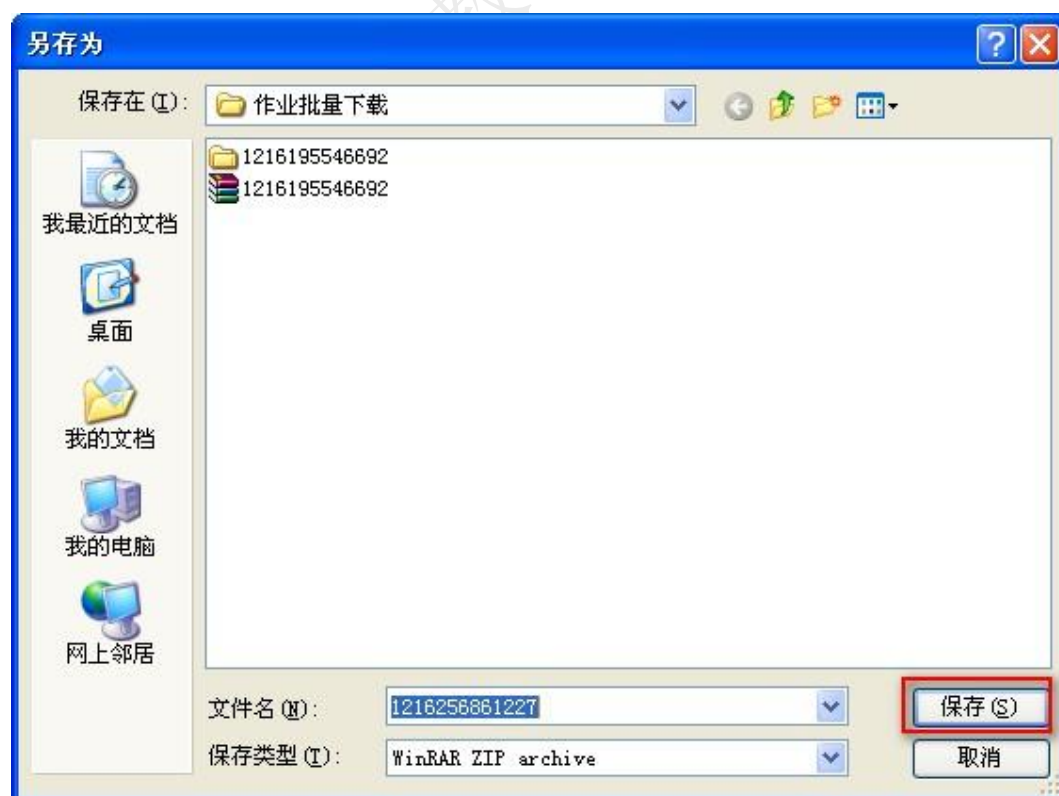 另存为
保存在(I):
作业批量下载
1216195546692
1216195546692
我最近的文档
桌面
我的文档
我的电脑
网上邻居
文件名(N):
1216256861227
保存(S)
保存类型(T):
WinRAR ZIP archive
取消